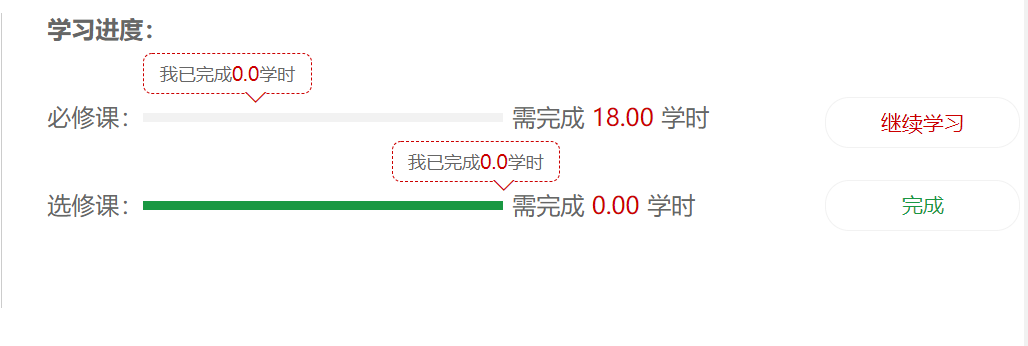 学习进度：
我已完成0.0学时
必修课： 需完成 18.00 学时 继续学习
我已完成0.0学时
选修课： 需完成 0.00 学时 完成